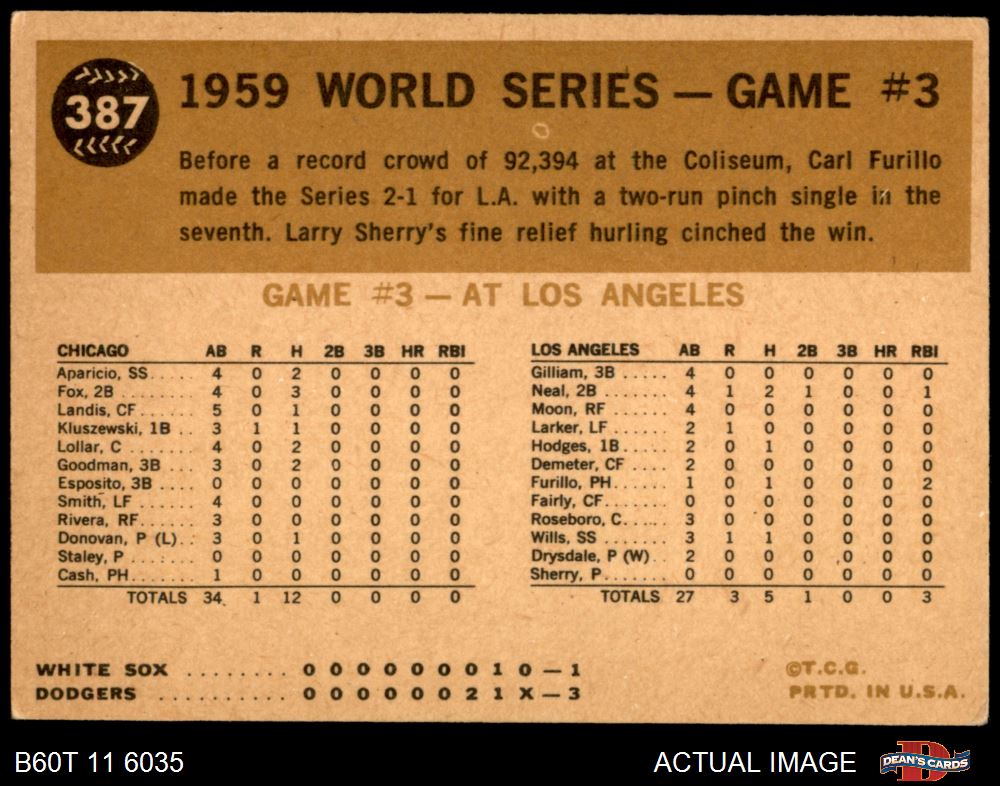 387
1959 WORLD SERIES — GAME #3
Before a record crowd of 92,394 at the Coliseum, Carl Furillo
made the Series 2-1 for L.A. with a two-run pinch single in the
seventh. Larry Sherry's fine relief hurling cinched the win.
GAME #3 — AT LOS ANGELES
CHICAGO AB R H 2B 3B HR RBI
Aparicio, SS..... 4 0 2 0 0 0 0
Fox, 2B ........ 4 0 3 0 0 0 0
Landis, CF...... 5 0 1 0 0 0 0
Kluszewski, 1B .. 3 1 1 0 0 0 0
Lollar, C ....... 4 0 2 0 0 0 0
Goodman, 3B ... 3 0 2 0 0 0 0
Esposito, 3B .... 0 0 0 0 0 0 0
Smith, LF ...... 4 0 0 0 0 0 0
Rivera, RF...... 3 0 0 0 0 0 0
Donovan, P (L).. 3 0 1 0 0 0 0
Staley, P ....... 0 0 0 0 0 0 0
Cash, PH....... 1 0 0 0 0 0 0
TOTALS 34 1 12 0 0 0 0
LOS ANGELES AB R H 2B 3B HR RBI
Gilliam, 3B ...... 4 0 0 0 0 0 0
Neal, 2B ........ 4 1 2 1 0 0 1
Moon, RF ....... 4 0 0 0 0 0 0
Larker, LF ...... 2 1 0 0 0 0 0
Hodges, 1B...... 2 0 1 0 0 0 0
Demeter, CF .... 2 0 0 0 0 0 0
Furillo, PH...... 1 0 1 0 0 0 2
Fairly, CF....... 0 0 0 0 0 0 0
Roseboro, C..... 3 0 0 0 0 0 0
Wills, SS ....... 3 1 1 0 0 0 0
Drysdale, P (W).. 2 0 0 0 0 0 0
Sherry, P....... 0 0 0 0 0 0 0
TOTALS 27 3 5 1 0 0 3
WHITE SOX ......... 0 0 0 0 0 0 0 1 0 — 1
DODGERS ........... 0 0 0 0 0 0 2 1 X — 3
©T.C.G.
PRTD. IN U.S.A.
B60T 11 6035
ACTUAL IMAGE
D
DEAN'S CARDS